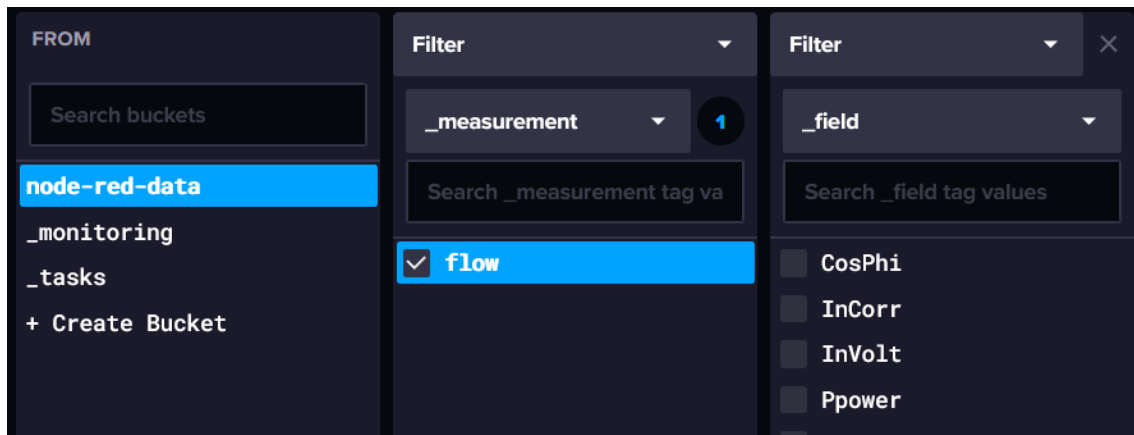 FROM
Search buckets
node-red-data
_monitoring
_tasks
+ Create Bucket
Filter
_measurement
1
Search _measurement tag va
flow
Filter
_field
Search _field tag values
CosPhi
InCorr
InVolt
Ppower